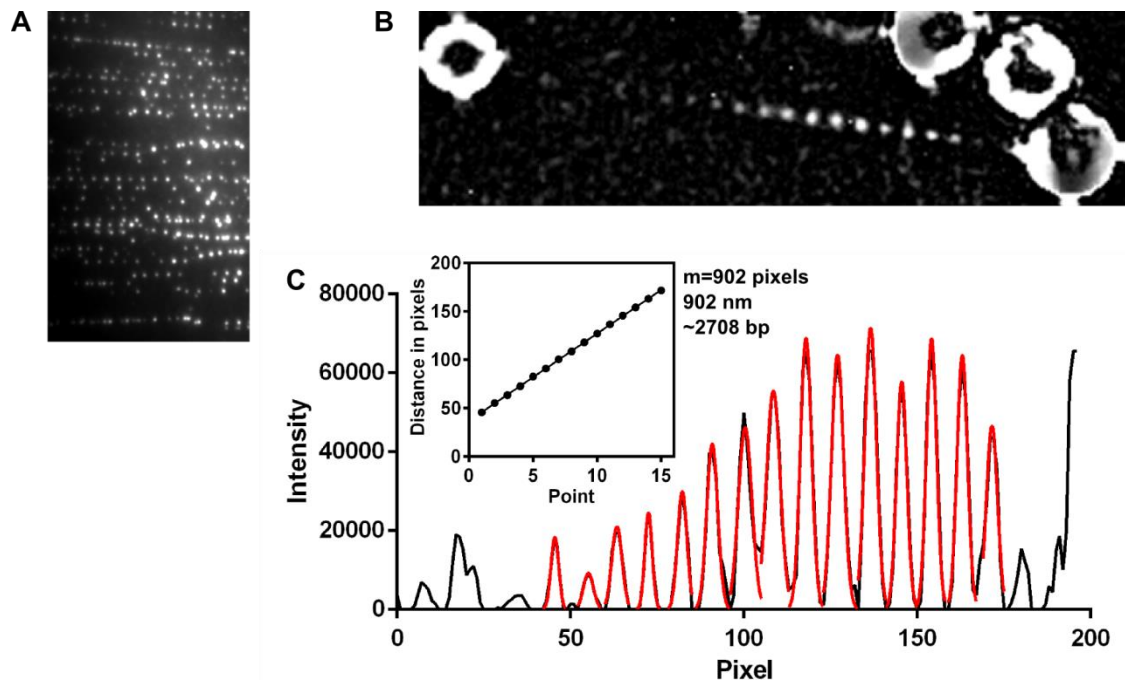 A
B
C
m=902 pixels
902 nm
~2708 bp
Distance in pixels
200
150
100
50
0
0 5 10 15
Point
Intensity
80000
60000
40000
20000
0
0 50 100 150 200
Pixel